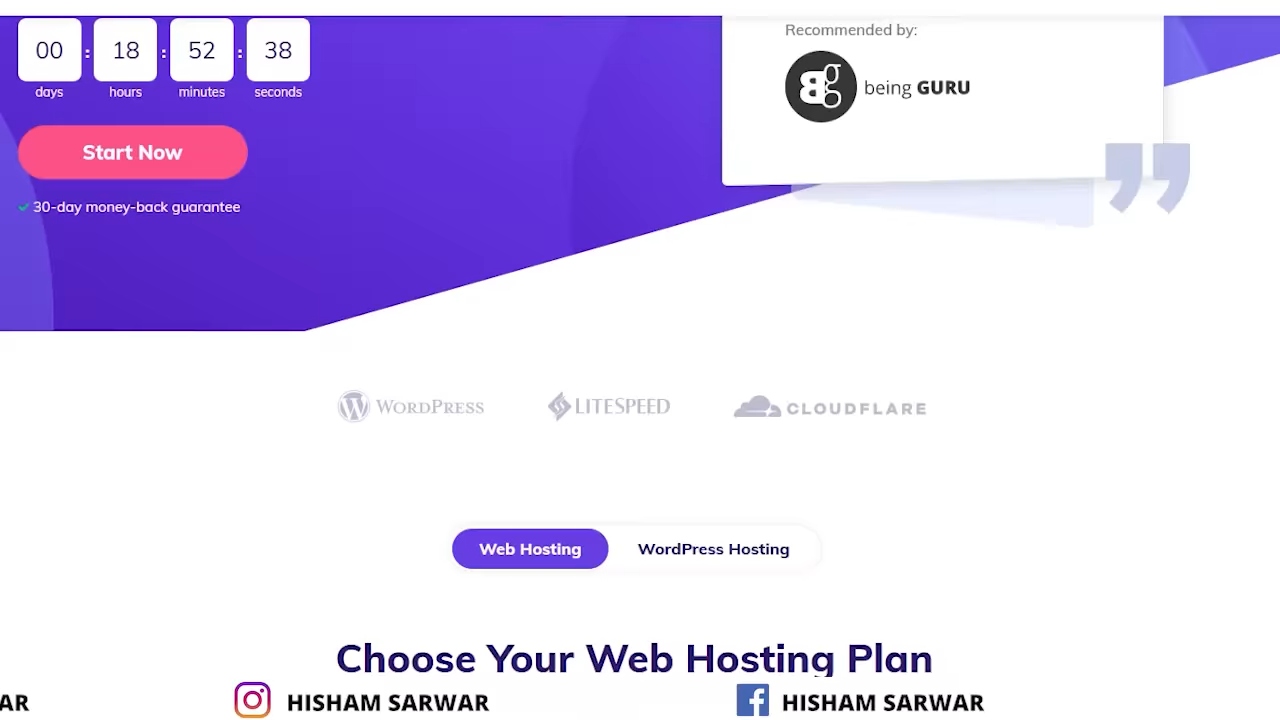 00 : 18 : 52 : 38
days hours minutes seconds
Start Now
30-day money-back guarantee
Recommended by:
Bg being GURU
WORDPRESS LITESPEED CLOUDFLARE
Web Hosting WordPress Hosting
Choose Your Web Hosting Plan
AR HISHAM SARWAR HISHAM SARWAR